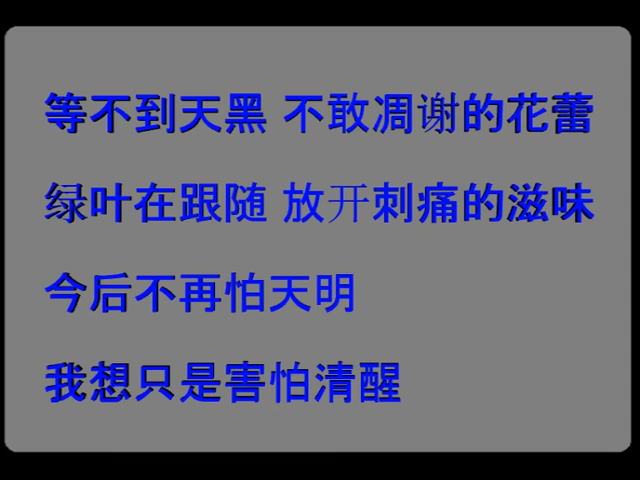 等不到天黑 不敢凋谢的花蕾
绿叶在跟随 放开刺痛的滋味
今后不再怕天明
我想只是害怕清醒